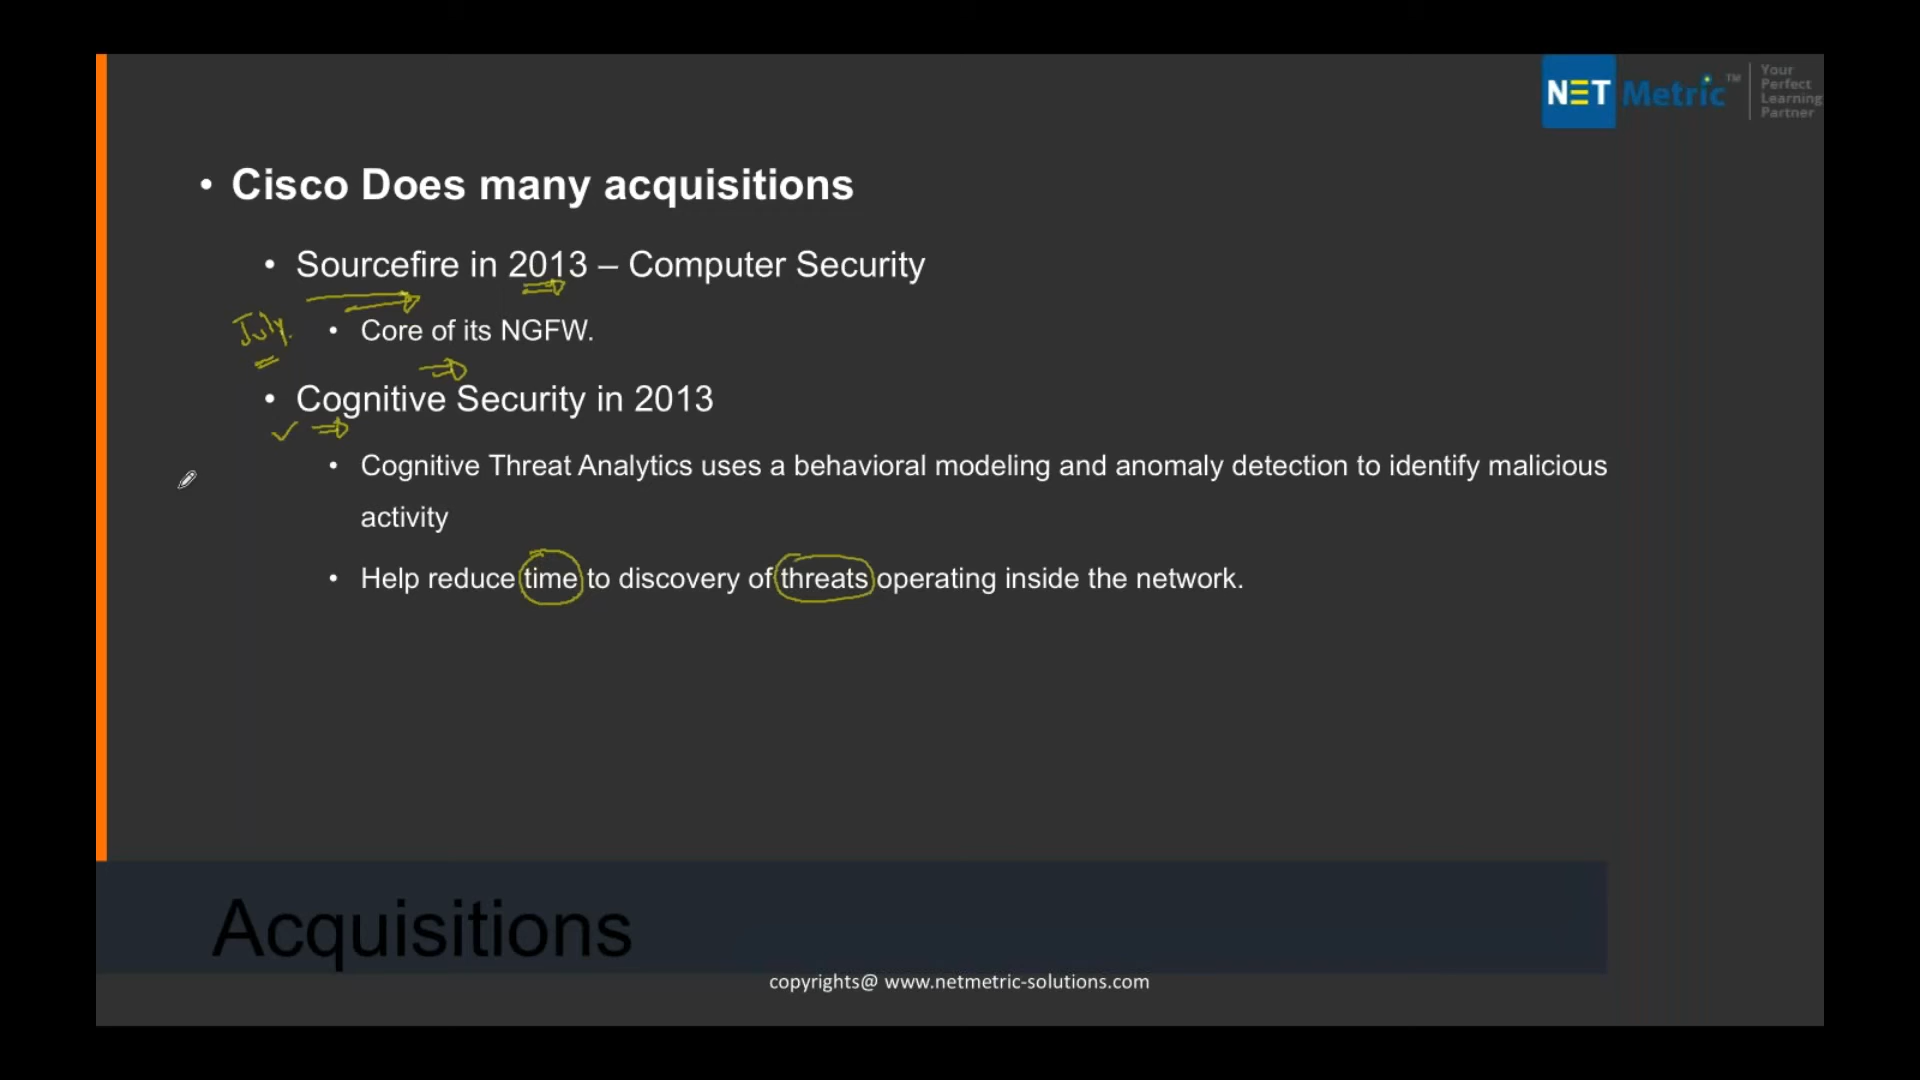 NET Metric™
Your
Perfect
Learning
Partner
• Cisco Does many acquisitions
• Sourcefire in 2013 – Computer Security
July.
• Core of its NGFW.
• Cognitive Security in 2013
• Cognitive Threat Analytics uses a behavioral modeling and anomaly detection to identify malicious
activity
• Help reduce time to discovery of threats operating inside the network.
Acquisitions
copyrights@ www.netmetric-solutions.com